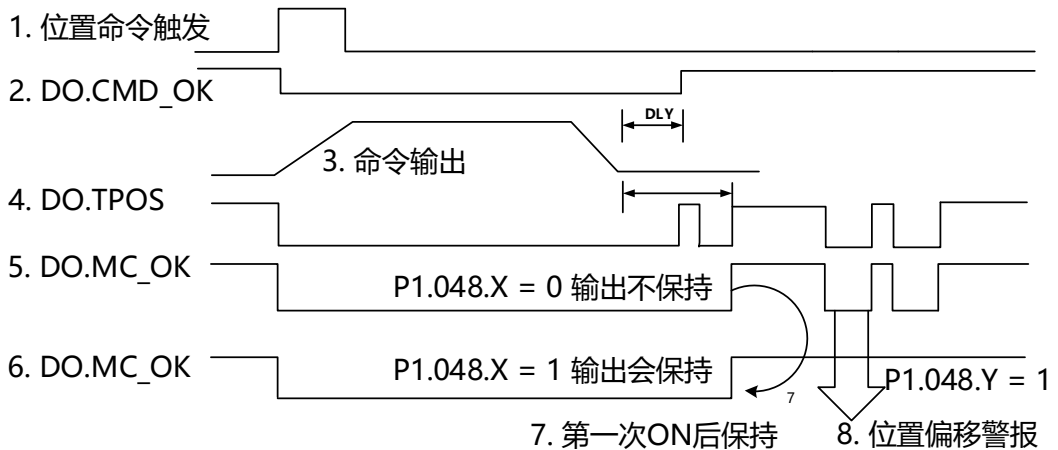 1. 位置命令触发
2. DO.CMD_OK
DLY
3. 命令输出
4. DO.TPOS
5. DO.MC_OK
P1.048.X = 0 输出不保持
6. DO.MC_OK
P1.048.X = 1 输出会保持
7
P1.048.Y = 1
7. 第一次ON后保持
8. 位置偏移警报